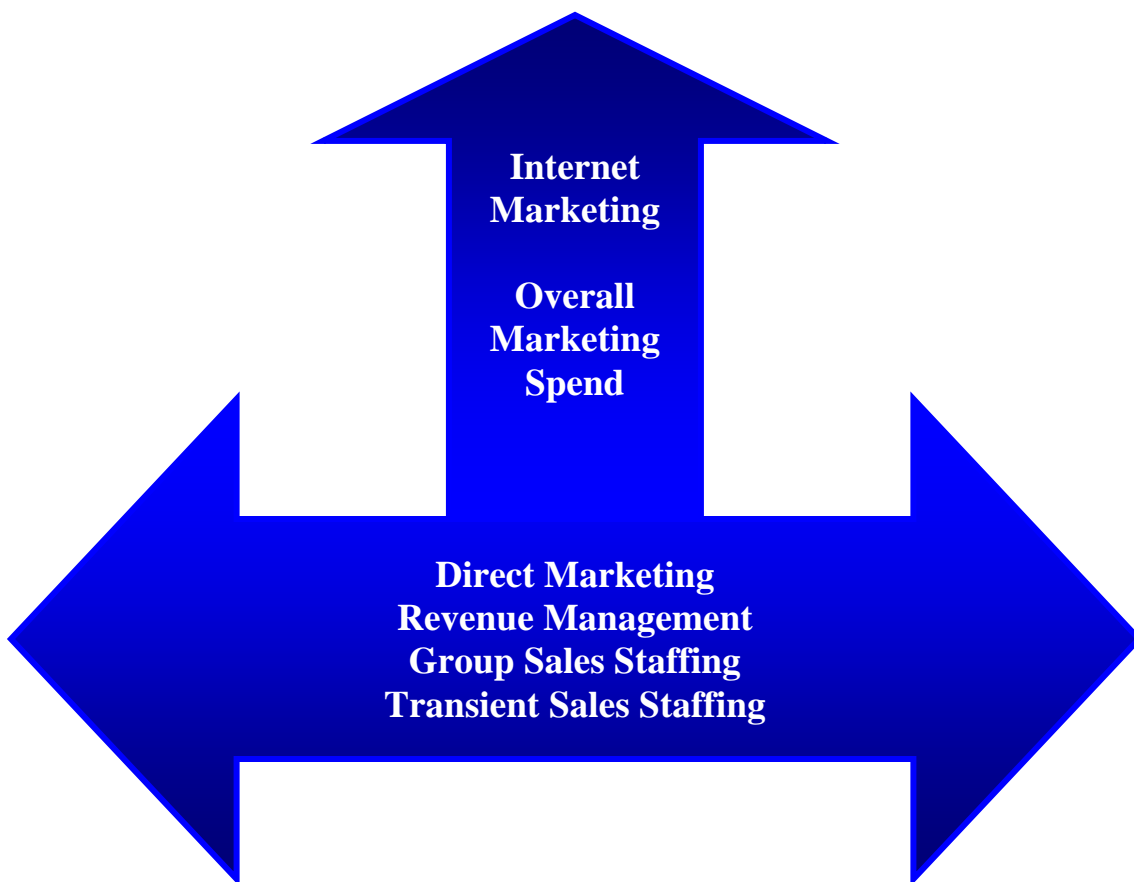 Internet
Marketing
Overall
Marketing
Spend
Direct Marketing
Revenue Management
Group Sales Staffing
Transient Sales Staffing